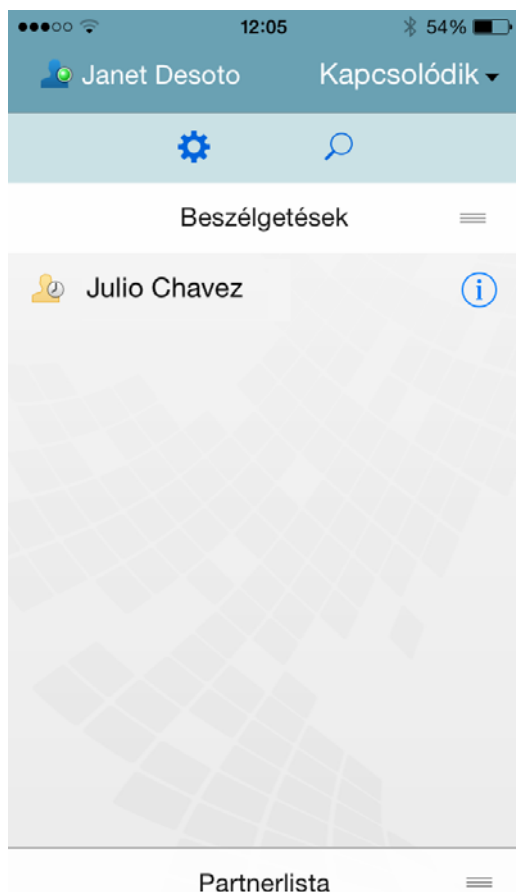 12:05 54%
Janet Desoto Kapcsolódik
Beszélgetések
Julio Chavez
Partnerlista